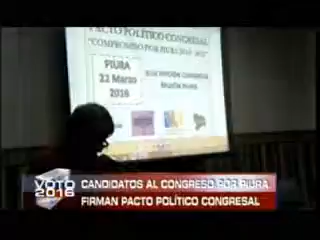 PACTO POLÍTICO CONGRESAL
"COMPROMISO POR PIURA
PIURA
22 Marzo
2016
VOTO
2016
CANDIDATOS AL CONGRESO POR PIURA
FIRMAN PACTO POLÍTICO CONGRESAL